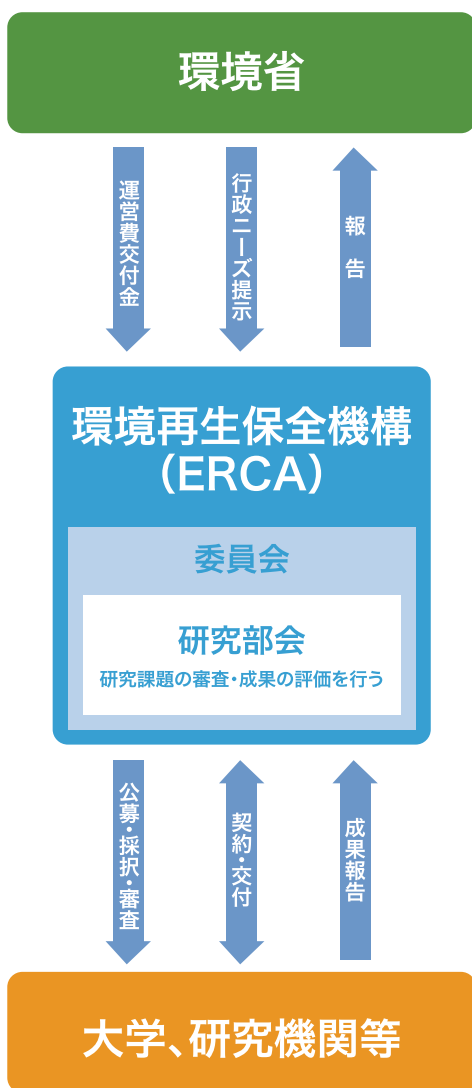 環境省
運営費交付金
行政ニーズ提示
報告
環境再生保全機構
（ERCA）
委員会
研究部会
研究課題の審査・成果の評価を行う
公募・採択・審査
契約・交付
成果報告
大学、研究機関等